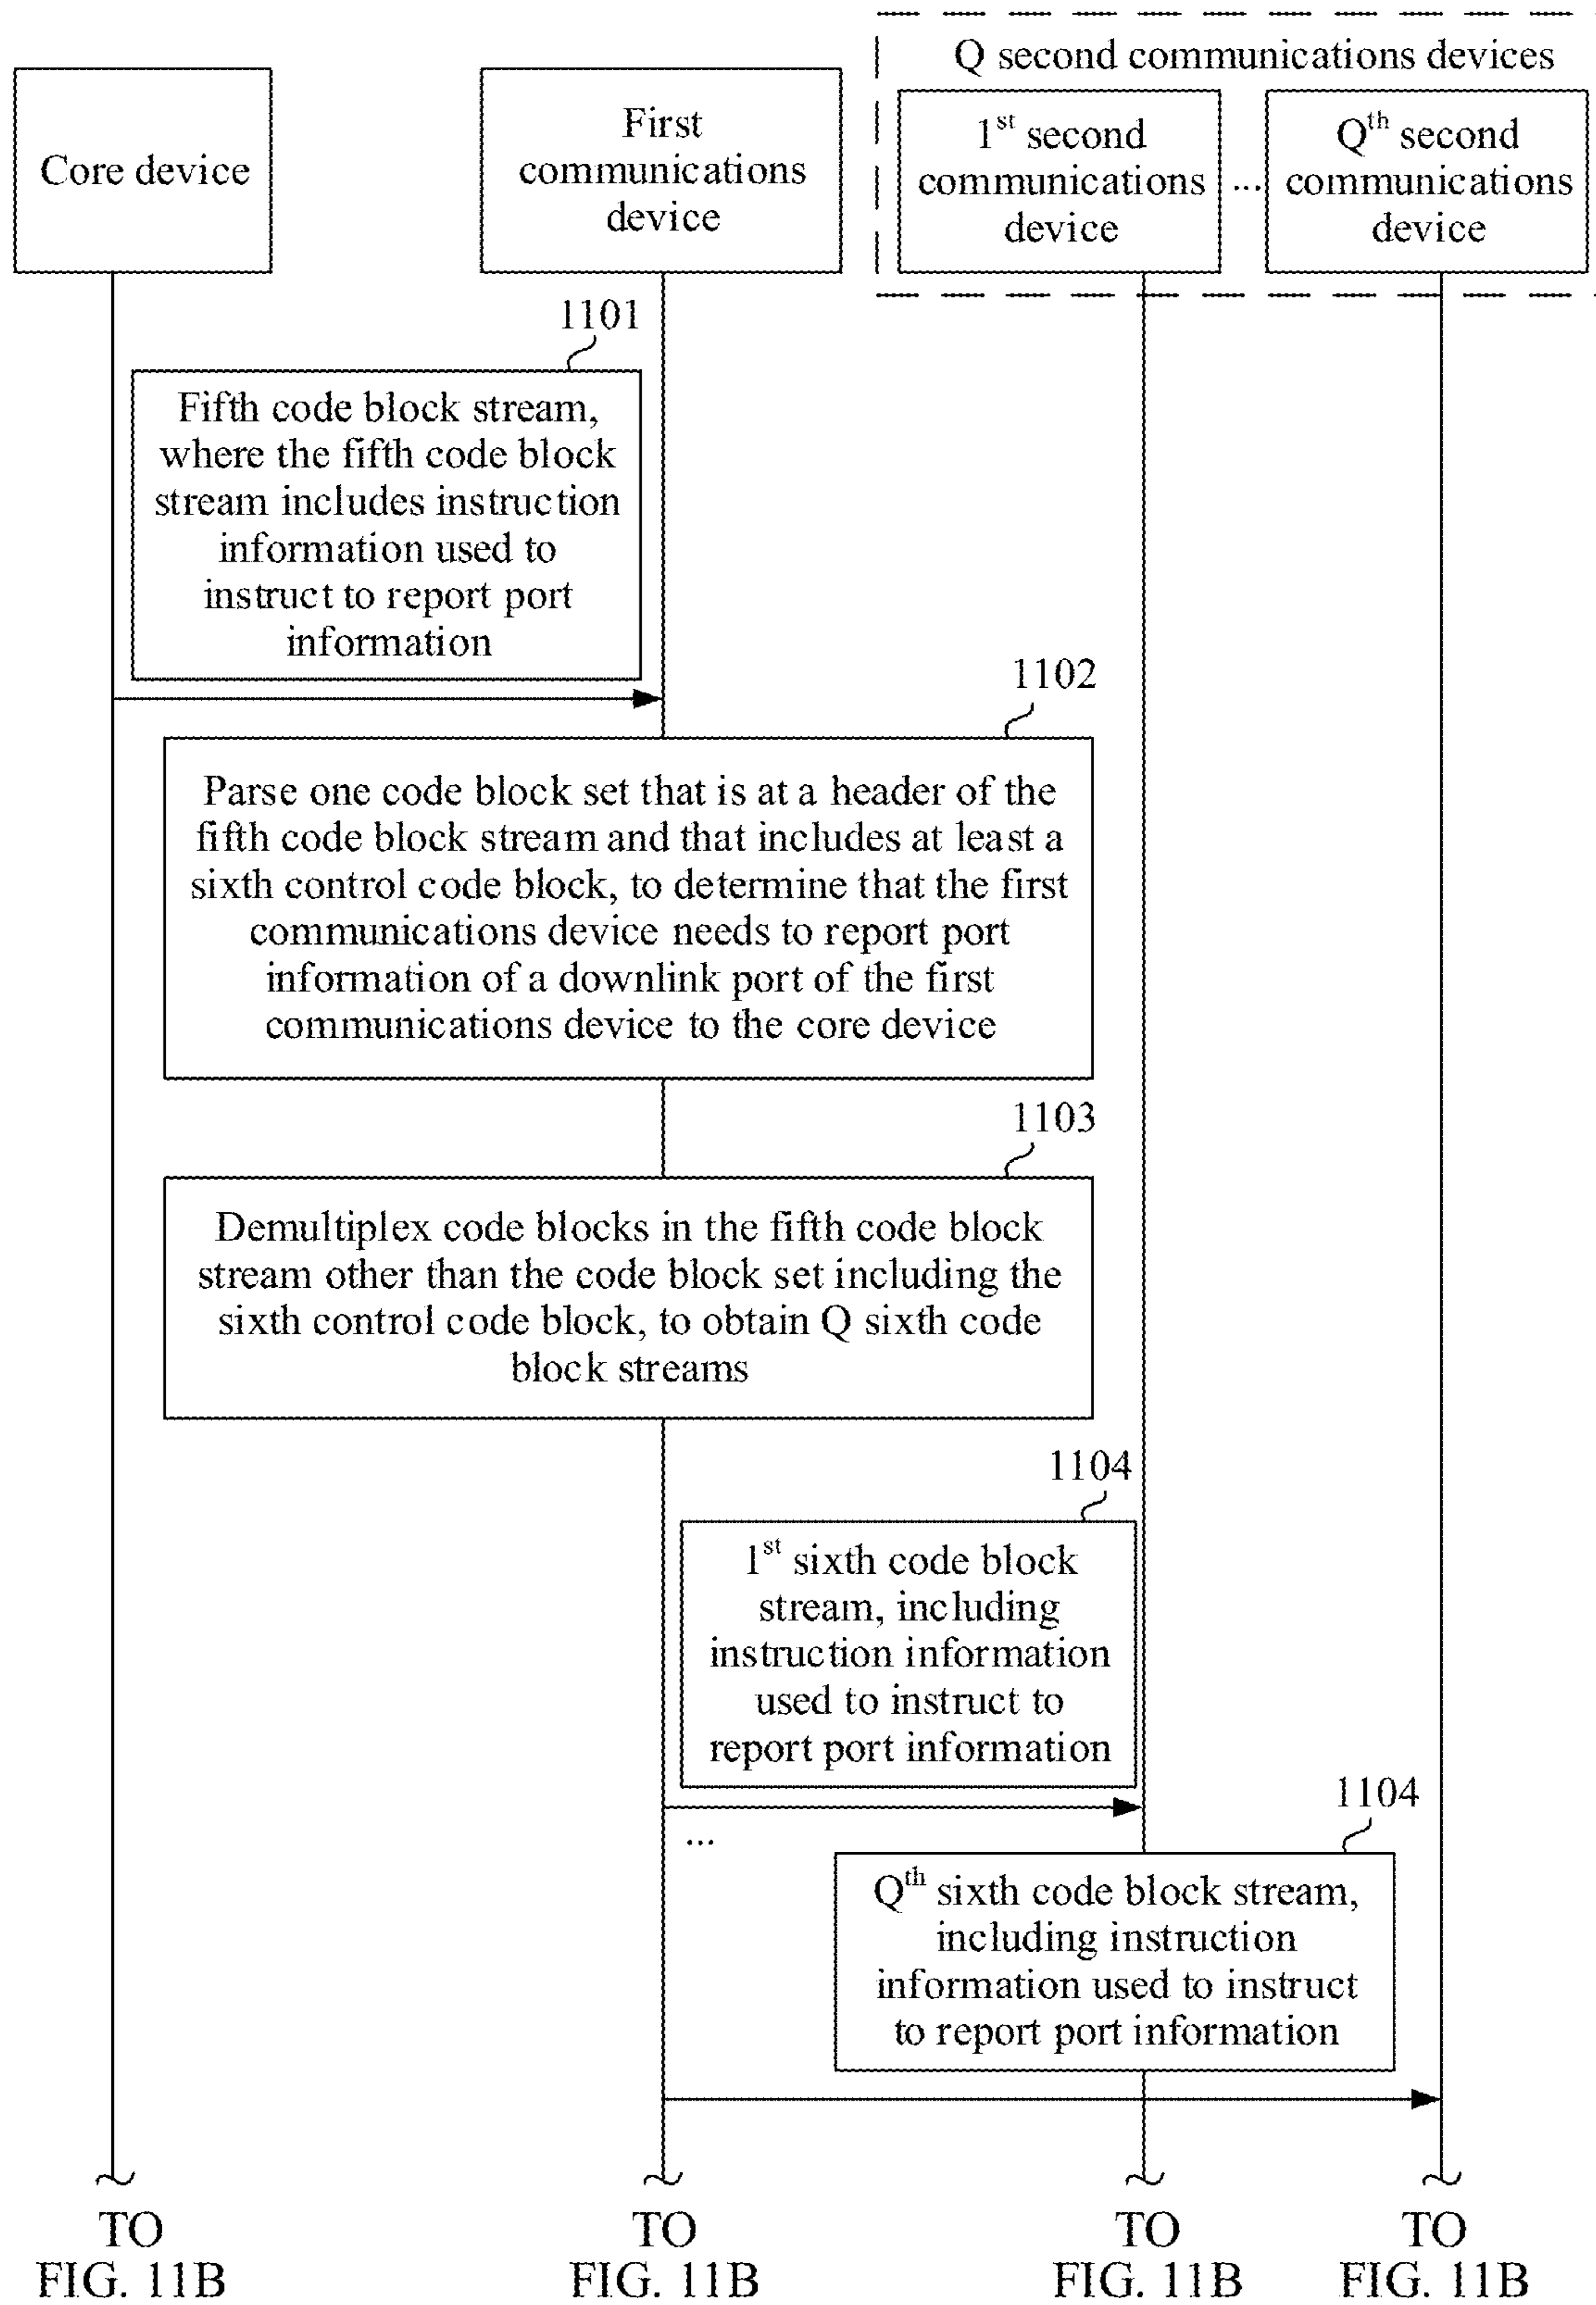 Q second communications devices
Core device
First
communications
device
1st second
communications
device
...
Qth second
communications
device
1101
Fifth code block stream,
where the fifth code block
stream includes instruction
information used to
instruct to report port
information
1102
Parse one code block set that is at a header of the
fifth code block stream and that includes at least a
sixth control code block, to determine that the first
communications device needs to report port
information of a downlink port of the first
communications device to the core device
1103
Demultiplex code blocks in the fifth code block
stream other than the code block set including the
sixth control code block, to obtain Q sixth code
block streams
1104
1st sixth code block
stream, including
instruction information
used to instruct to
report port information
...
1104
Qth sixth code block stream,
including instruction
information used to instruct
to report port information
TO
FIG. 11B
TO
FIG. 11B
TO
FIG. 11B
TO
FIG. 11B